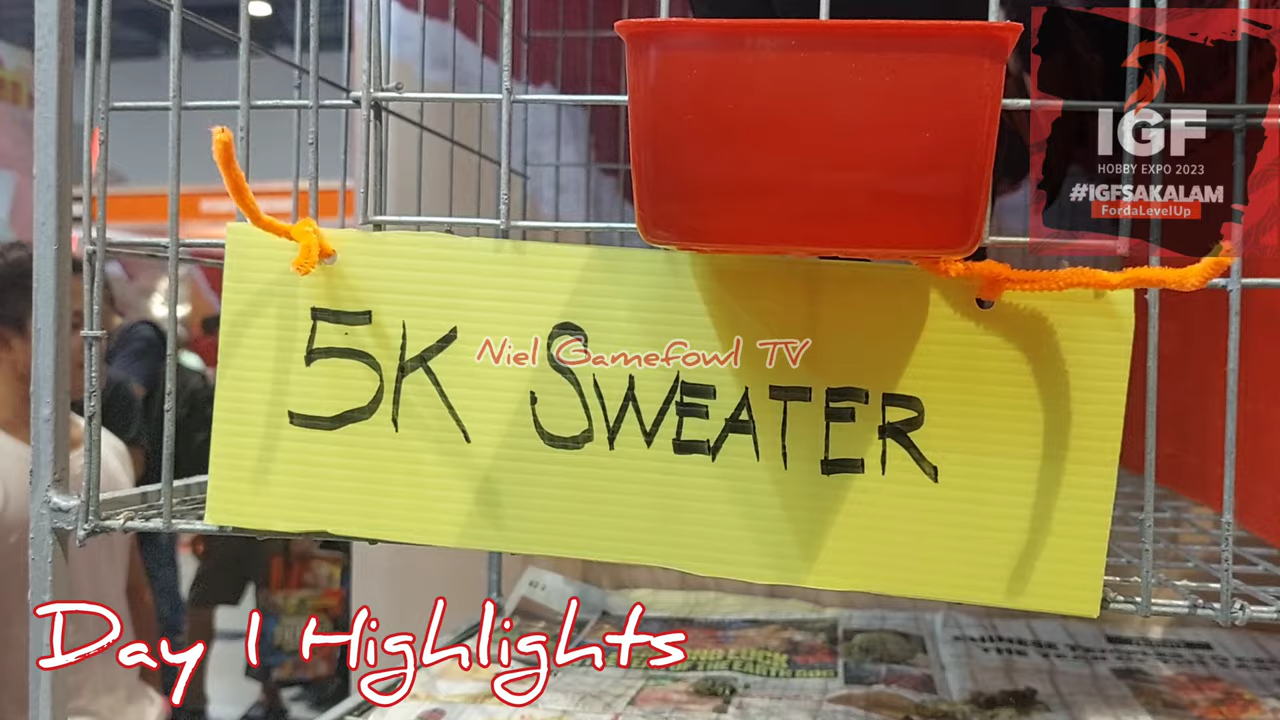 IGF
HOBBY EXPO 2023
#IGFSAKALAM
FordaLevelUp
5K SWEATER
Niel Gamefowl TV
Day 1 Highlights